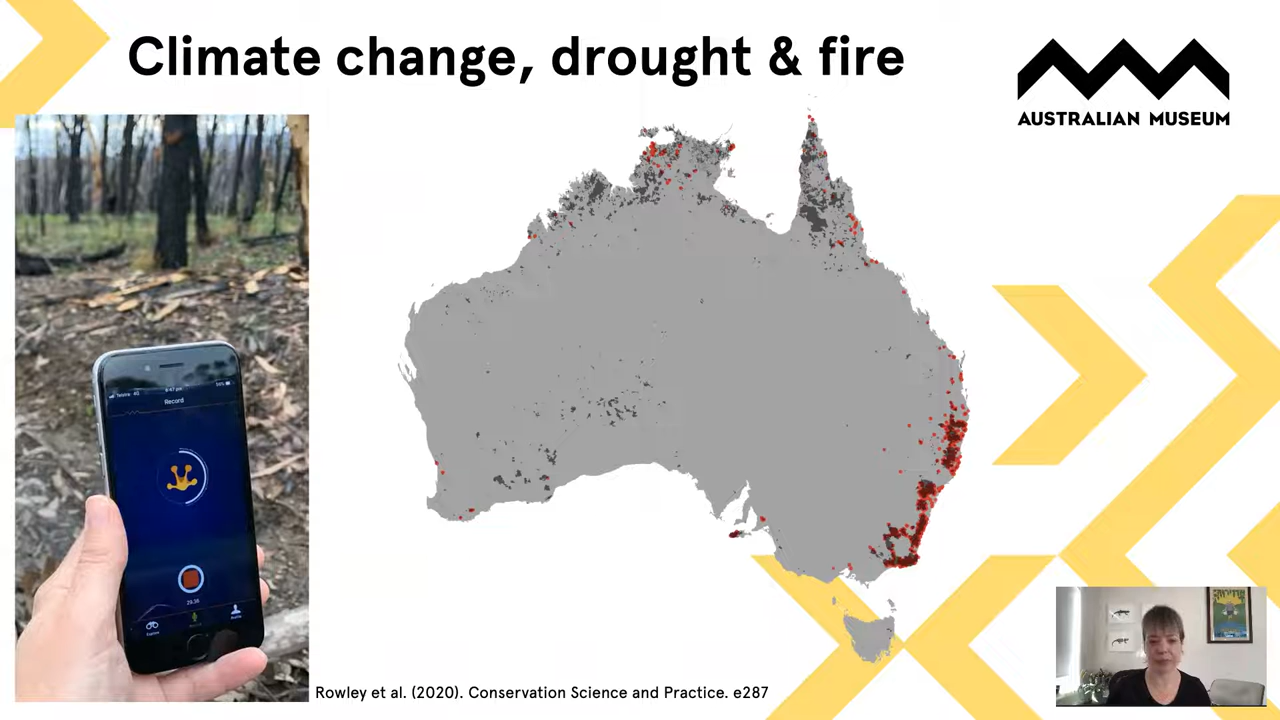 Climate change, drought & fire
AUSTRALIAN MUSEUM
Record
Rowley et al. (2020). Conservation Science and Practice. e287